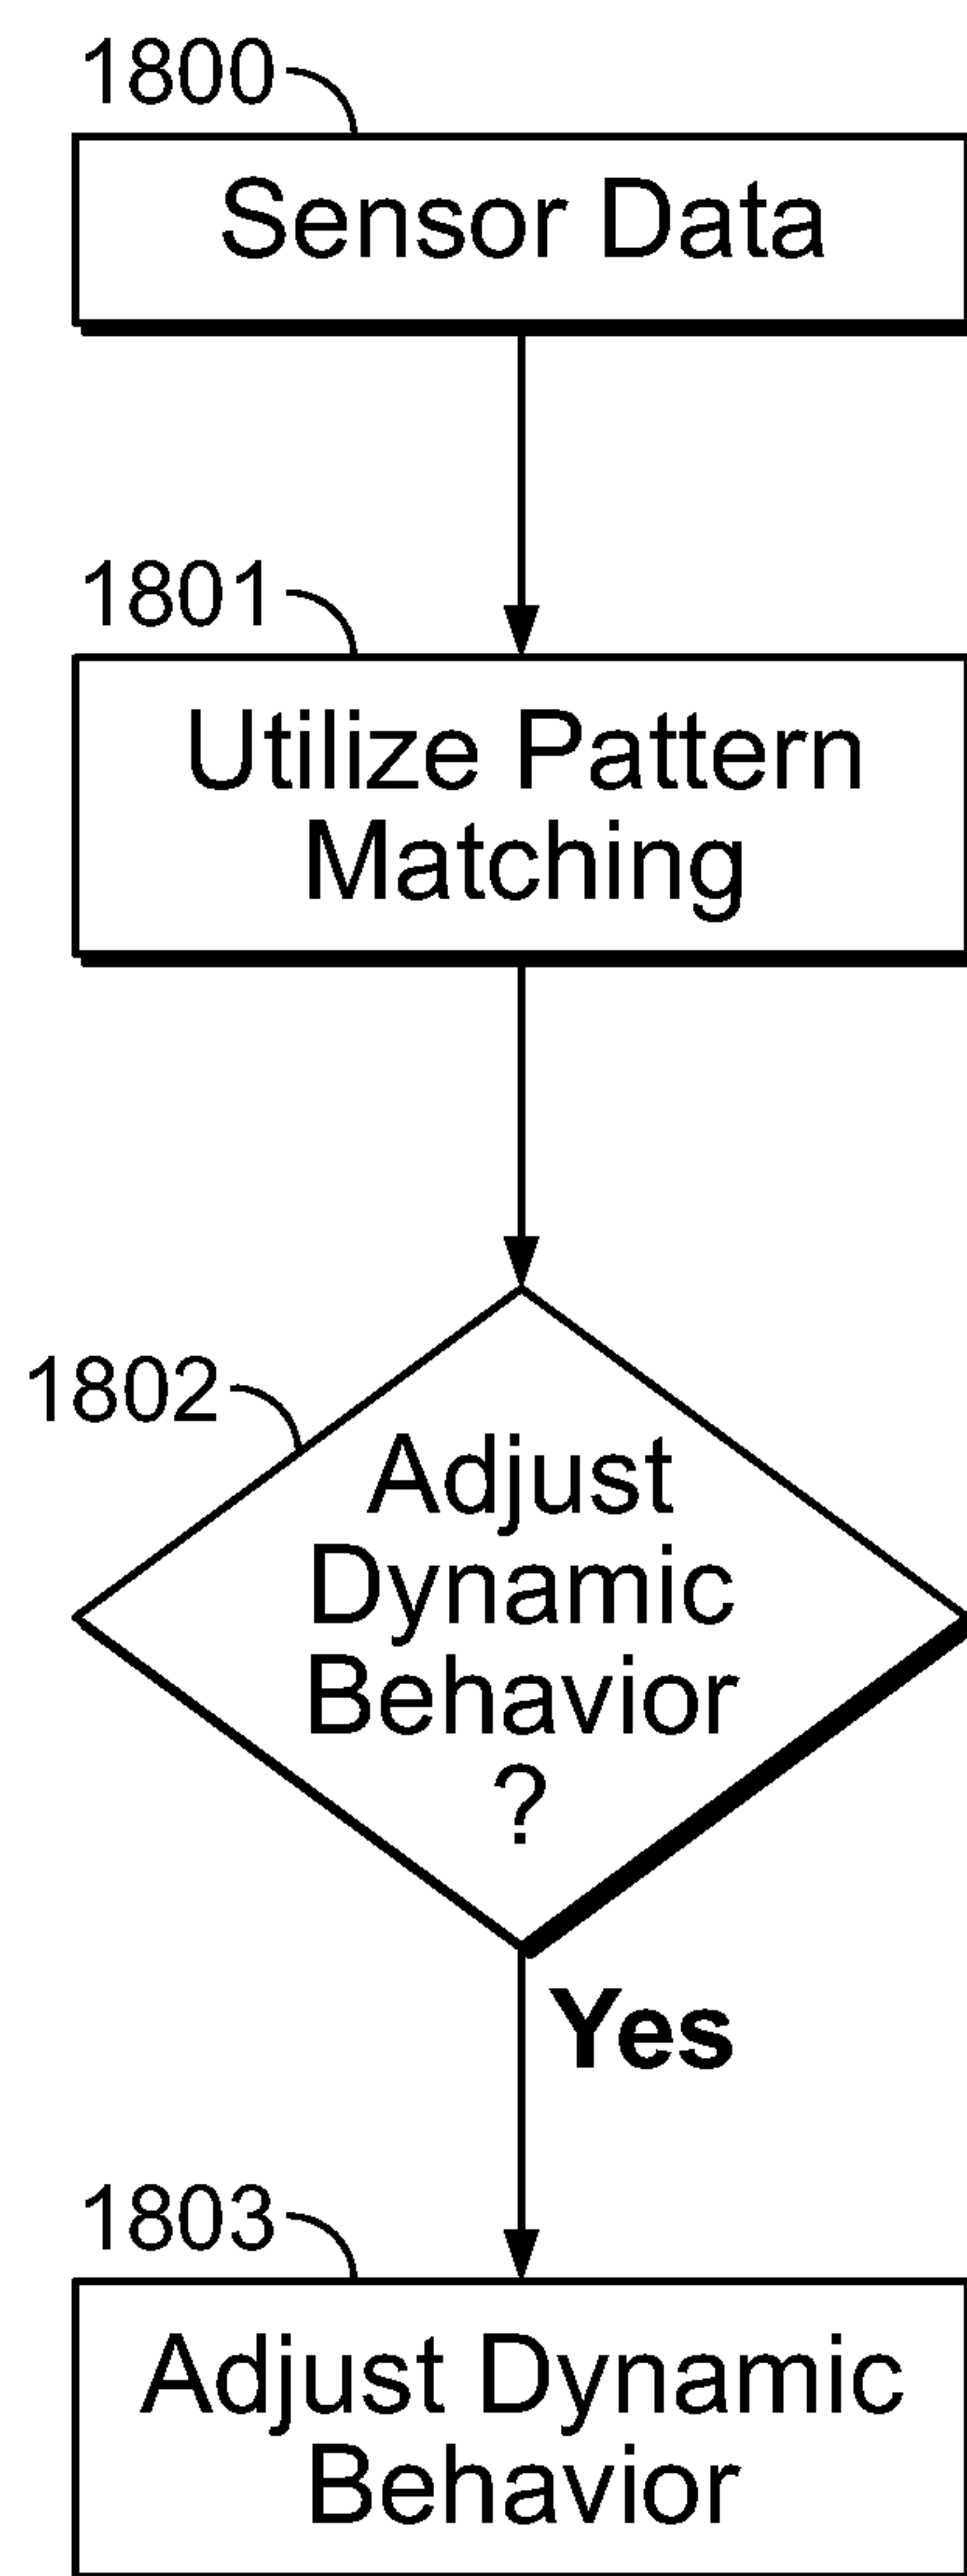 1800
Sensor Data
1801
Utilize Pattern
Matching
1802
Adjust
Dynamic
Behavior
?
Yes
1803
Adjust Dynamic
Behavior